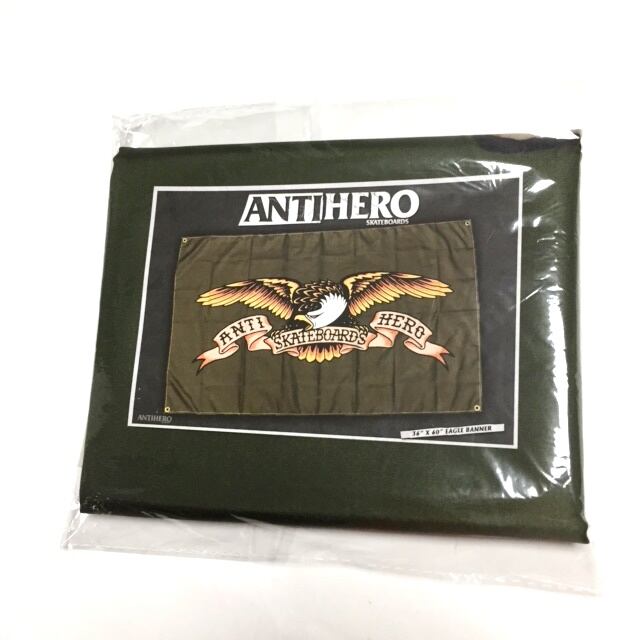 ANTIHERO
SKATEBOARDS
ANTI
SKATEBOARDS
HERO
ANTIHERO
36" X 60" EAGLE BANNER